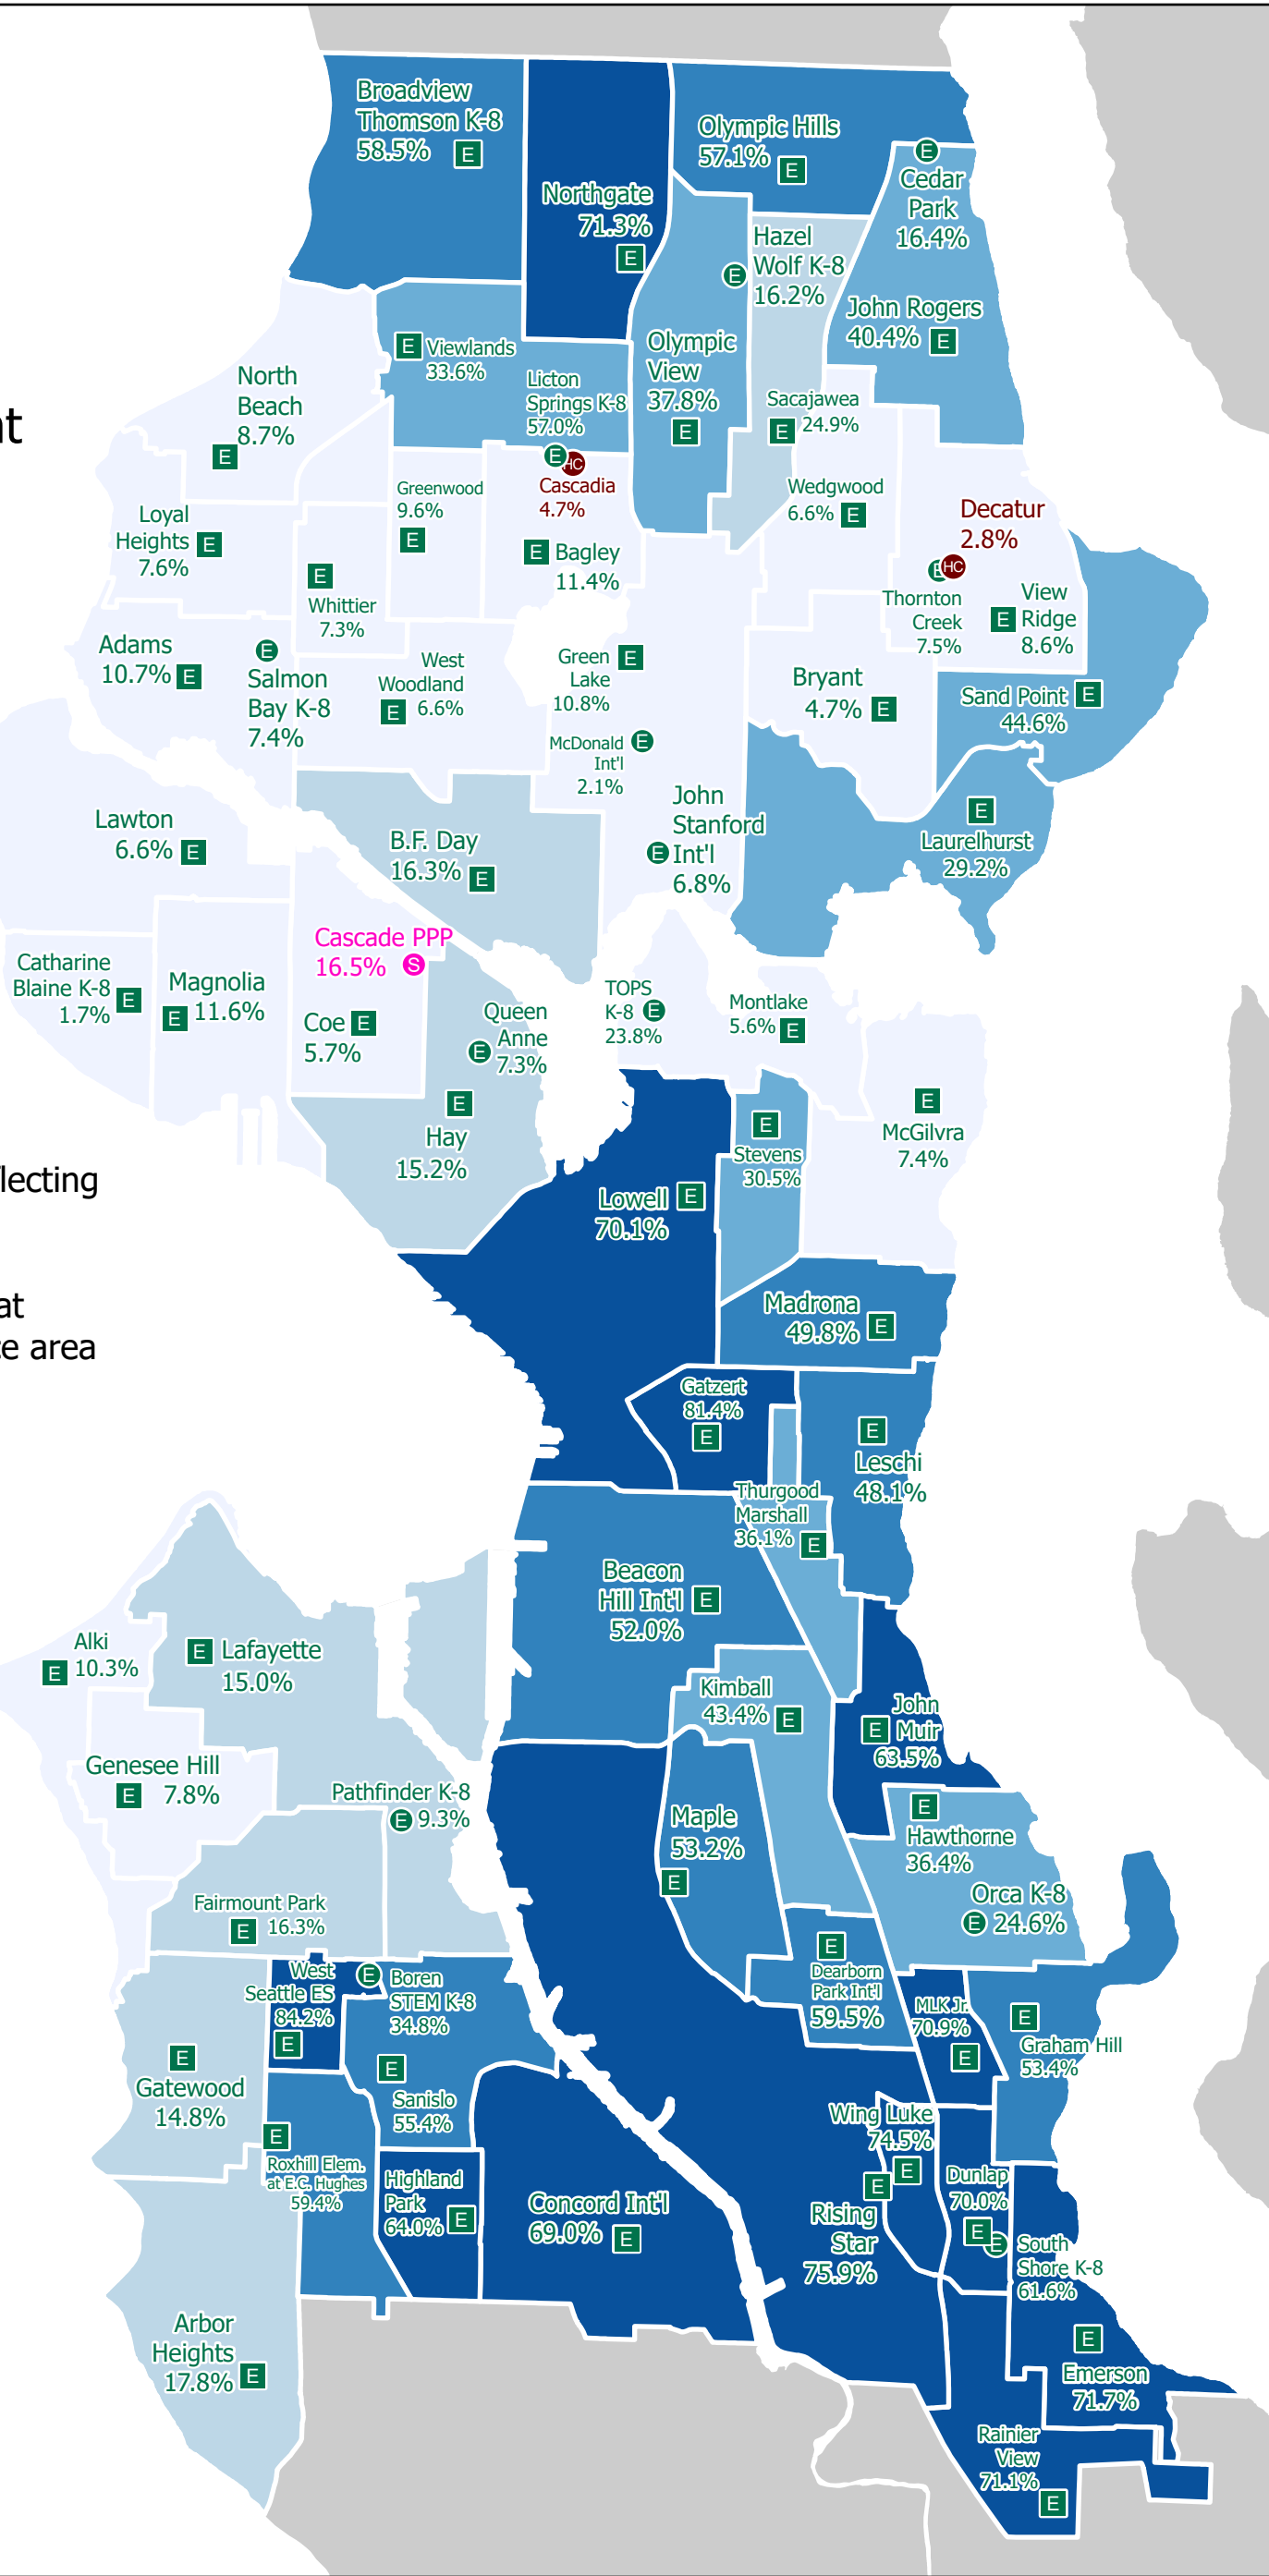 Broadview
Thomson K-8
58.5% E
Northgate
71.3%
E
Olympic Hills
57.1% E
E
Cedar
Park
16.4%
Hazel
E Wolf K-8
16.2%
John Rogers
40.4% E
E Viewlands
33.6%
Olympic
View
37.8%
E
Licton
Springs K-8
57.0%
E HC
Cascadia
4.7%
North
Beach
8.7%
E
Sacajawea
E 24.9%
nt
Greenwood
9.6%
E
Wedgwood
6.6% E
Decatur
2.8%
E HC
Loyal
Heights E
7.6%
E Bagley
11.4%
E
Whittier
7.3%
Thornton
Creek
7.5%
View
E Ridge
8.6%
Adams
10.7% E
E
Salmon
Bay K-8
7.4%
West
Woodland
E 6.6%
Green E
Lake
10.8%
Bryant
4.7% E
Sand Point E
44.6%
McDonald E
Int'l
2.1%
John
Stanford
E Int'l
6.8%
E
Laurelhurst
29.2%
Lawton
6.6% E
B.F. Day
16.3% E
Cascade PPP
16.5% S
Catharine
Blaine K-8 E
1.7%
Magnolia
E 11.6%
Coe E
5.7%
Queen
Anne
E 7.3%
TOPS
K-8 E
23.8%
Montlake
5.6% E
E
Hay
15.2%
E
McGilvra
7.4%
E
Stevens
30.5%
lecting
Lowell E
70.1%
at
e area
Madrona
49.8% E
Gatzert
81.4%
E
E
Leschi
48.1%
Thurgood
Marshall
36.1% E
Beacon
Hill Int'l E
52.0%
Alki
E 10.3%
E Lafayette
15.0%
Kimball
43.4% E
John
E Muir
63.5%
Genesee Hill
E 7.8%
Pathfinder K-8
E 9.3%
Maple
53.2%
E
E
Hawthorne
36.4%
Orca K-8
E 24.6%
Fairmount Park
E 16.3%
E
Dearborn
Park Int'l
59.5%
West
Seattle ES
84.2%
E
E Boren
STEM K-8
34.8%
MLK Jr.
70.9%
E
E
Graham Hill
53.4%
E
Gatewood
14.8%
E
Sanislo
55.4%
E
Roxhill Elem.
at E.C. Hughes
59.4%
Highland
Park
64.0% E
Concord Int'l
69.0% E
Wing Luke
74.5%
E
E
Rising
Star
75.9%
Dunlap
70.0%
E
E South
Shore K-8
61.6%
Arbor
Heights
17.8% E
E
Emerson
71.7%
Rainier
View
71.1%
E